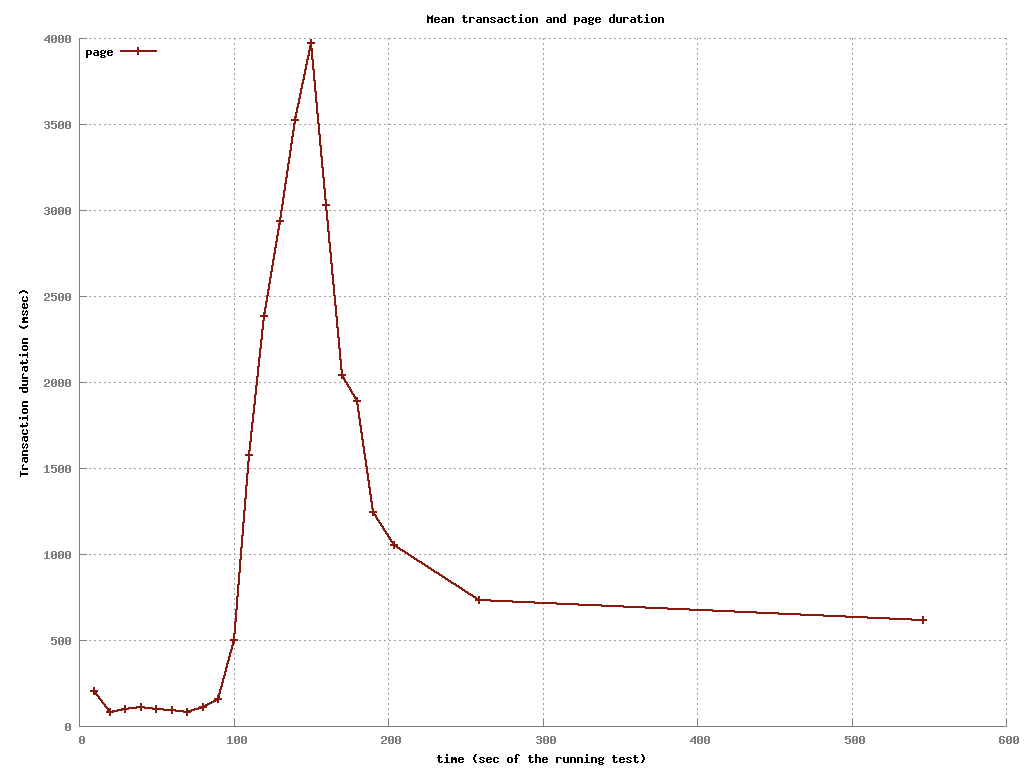 Mean transaction and page duration
page
4000
3500
3000
2500
2000
1500
1000
500
0
Transaction duration (msec)
0 100 200 300 400 500 600
time (sec of the running test)